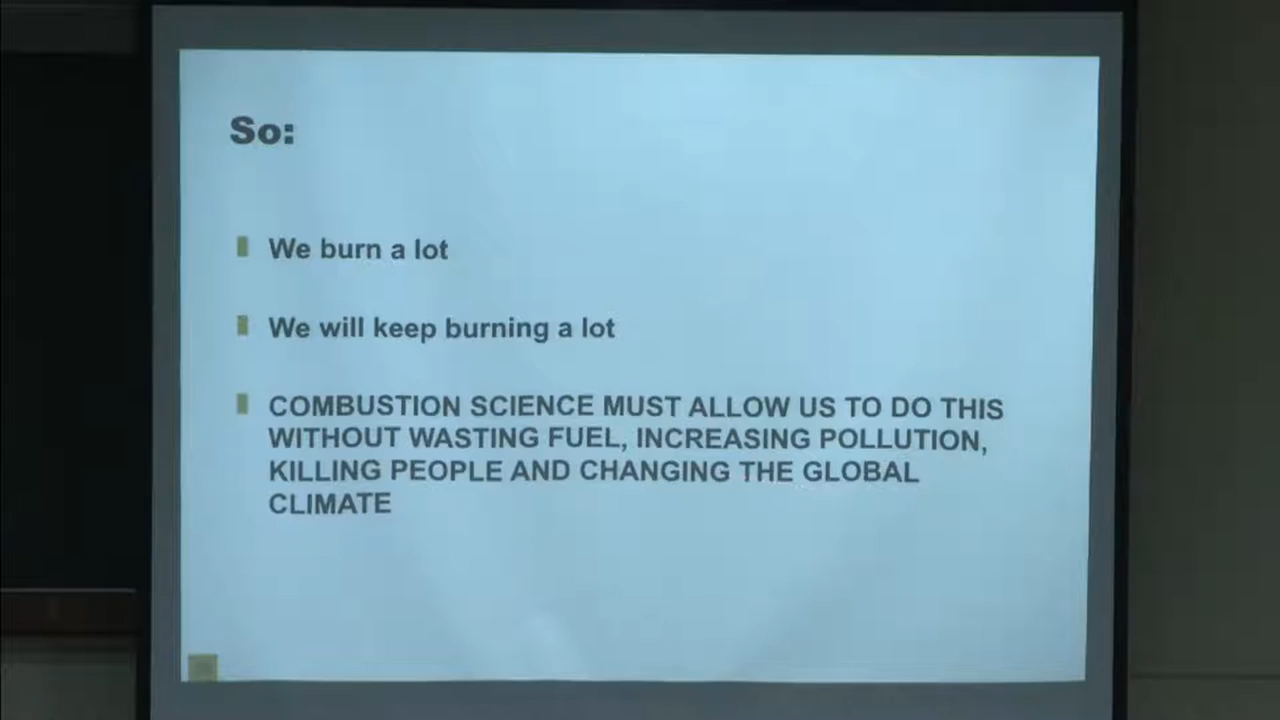 So:
We burn a lot
We will keep burning a lot
COMBUSTION SCIENCE MUST ALLOW US TO DO THIS
WITHOUT WASTING FUEL, INCREASING POLLUTION,
KILLING PEOPLE AND CHANGING THE GLOBAL
CLIMATE